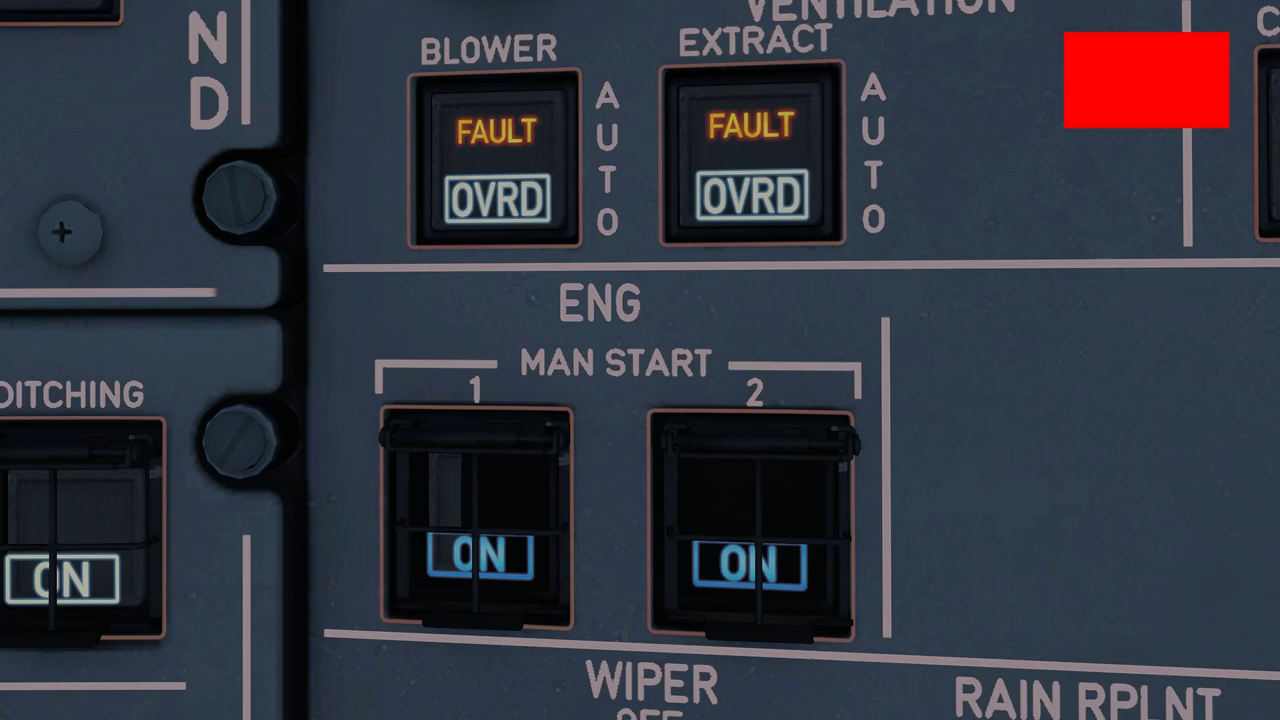 VENTILATION
N
D
BLOWER
EXTRACT
FAULT
OVRD
AUTO
FAULT
OVRD
AUTO
ENG
MAN START
1
2
DITCHING
ON
ON
ON
WIPER
RAIN RPLNT
OFF